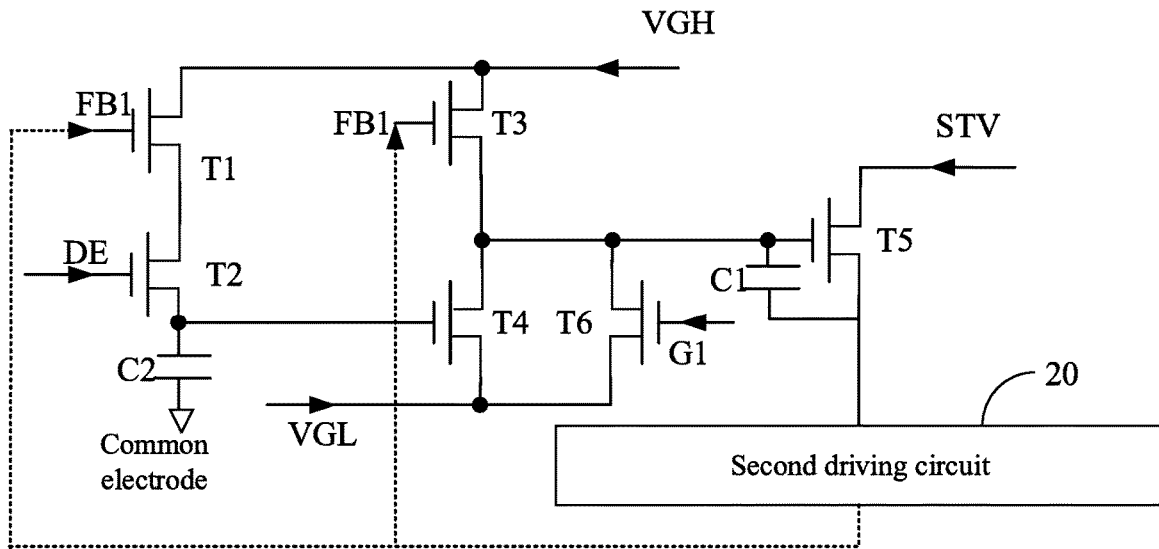 VGH
FB1
FB1
T3
STV
T1
DE
T2
T5
C1
T4
T6
G1
C2
VGL
20
Common
electrode
Second driving circuit